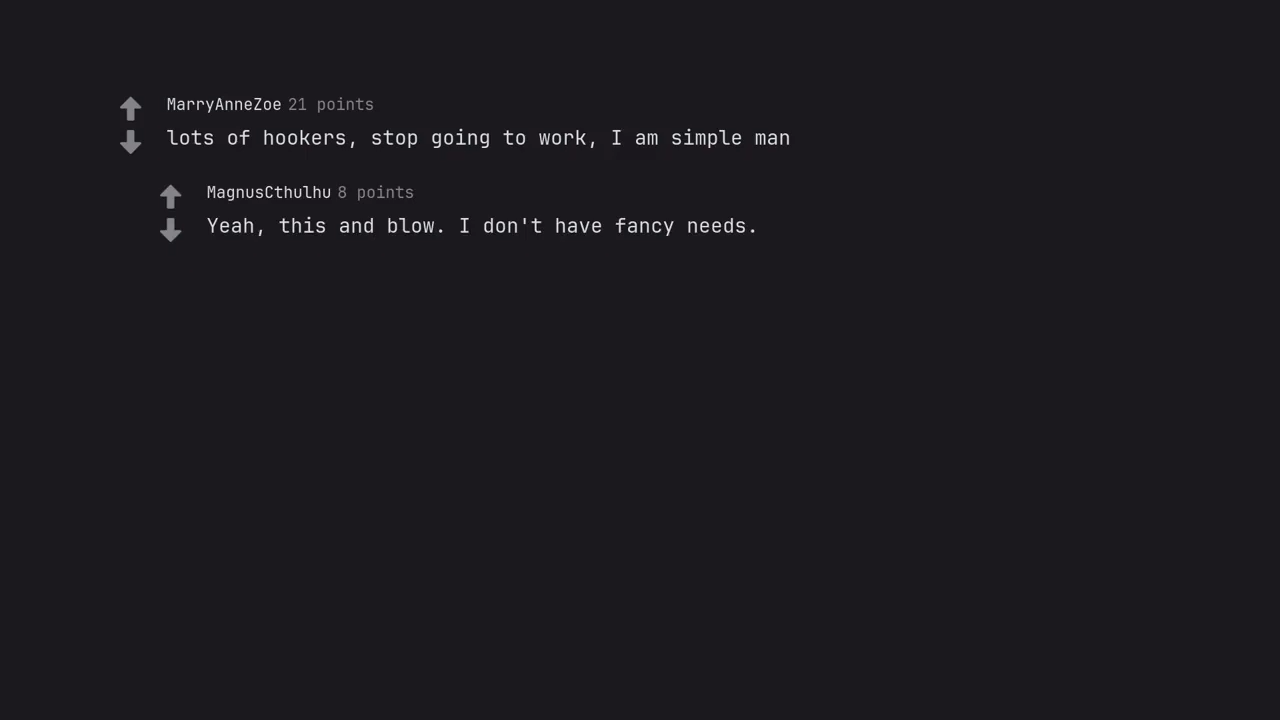 MarryAnneZoe 21 points
lots of hookers, stop going to work, I am simple man
MagnusCthulhu 8 points
Yeah, this and blow. I don't have fancy needs.